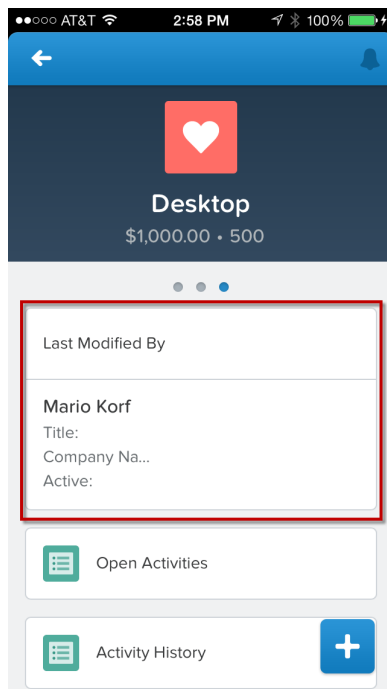 AT&T 2:58 PM 100%
Desktop
$1,000.00 • 500
Last Modified By
Mario Korf
Title:
Company Na...
Active:
Open Activities
Activity History